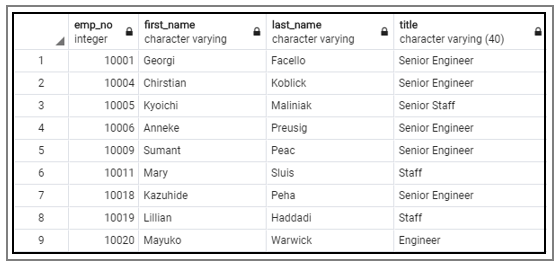 emp_no first_name last_name title
integer character varying character varying character varying (40)
1 10001 Georgi Facello Senior Engineer
2 10004 Chirstian Koblick Senior Engineer
3 10005 Kyoichi Maliniak Senior Staff
4 10006 Anneke Preusig Senior Engineer
5 10009 Sumant Peac Senior Engineer
6 10011 Mary Sluis Staff
7 10018 Kazuhide Peha Senior Engineer
8 10019 Lillian Haddadi Staff
9 10020 Mayuko Warwick Engineer